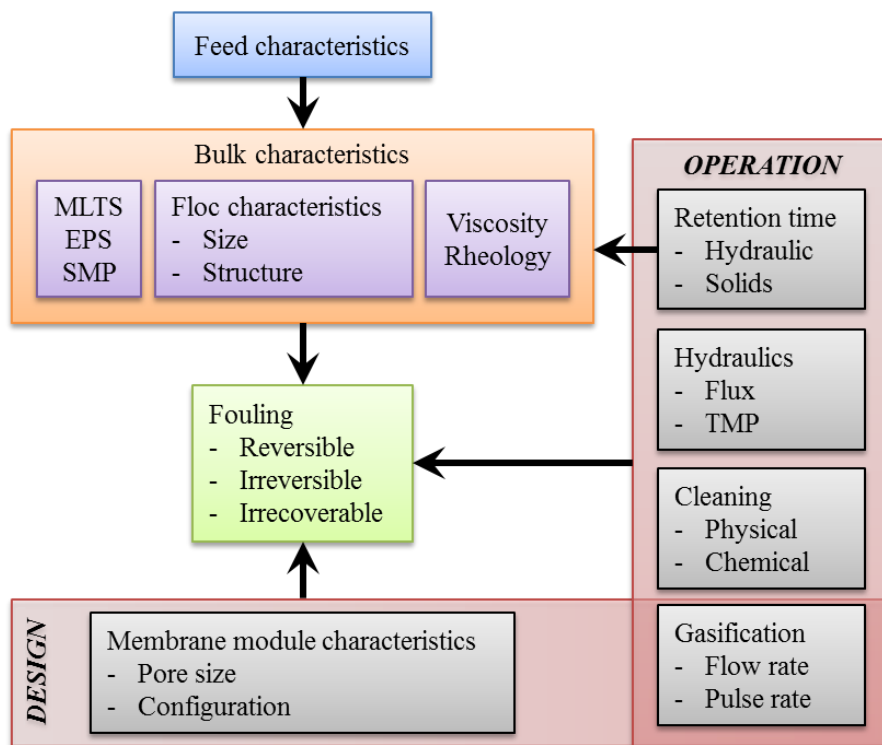 Feed characteristics
Bulk characteristics
MLTS
EPS
SMP
Floc characteristics
- Size
- Structure
Viscosity
Rheology
OPERATION
Retention time
- Hydraulic
- Solids
Hydraulics
- Flux
- TMP
Fouling
- Reversible
- Irreversible
- Irrecoverable
Cleaning
- Physical
- Chemical
DESIGN
Membrane module characteristics
- Pore size
- Configuration
Gasification
- Flow rate
- Pulse rate